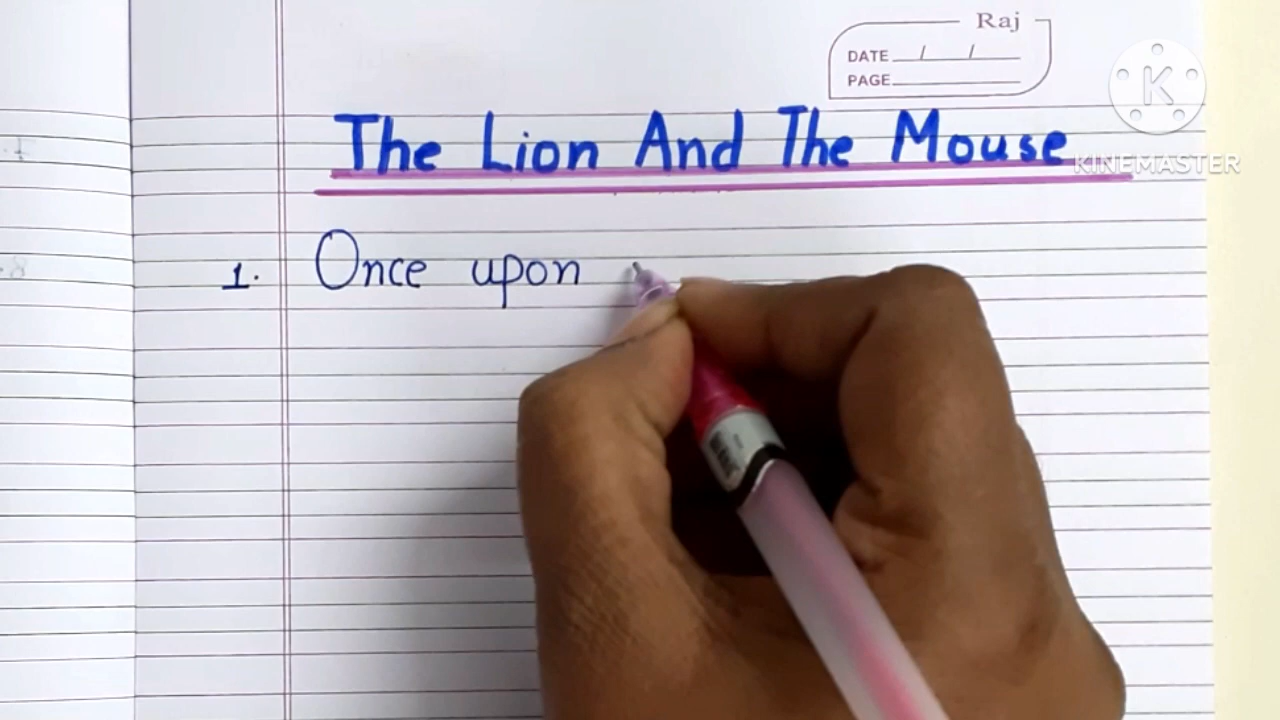 Raj
DATE / /
PAGE
The Lion And The Mouse
KINEMASTER
1. Once upon